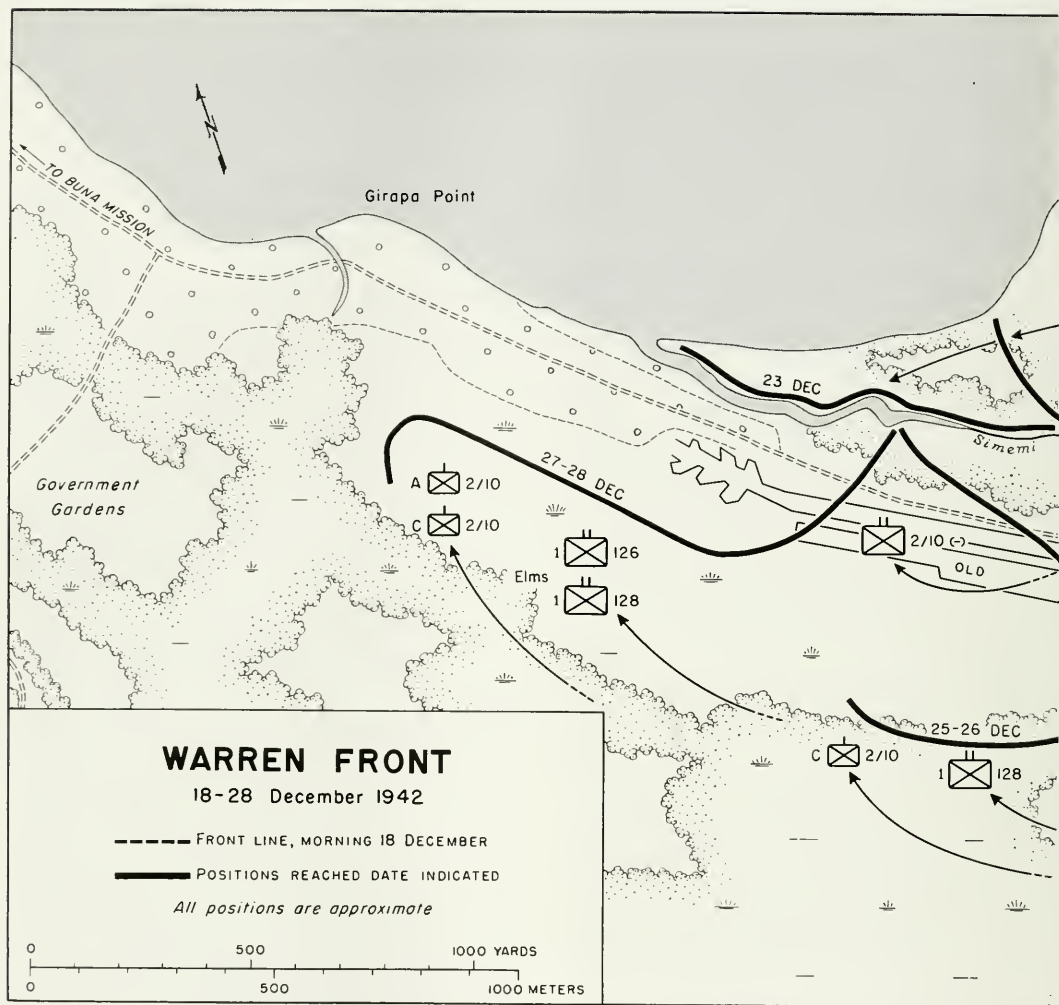 N
TO BUNA MISSION
Girapa Point
23 DEC
Simemi
27-28 DEC
Government
Gardens
A 2/10
C 2/10
1 126
Elms
1 128
2/10 (-)
OLD
25-26 DEC
C 2/10
1 128
WARREN FRONT
18-28 December 1942
FRONT LINE, MORNING 18 DECEMBER
POSITIONS REACHED DATE INDICATED
All positions are approximate
0 500 1000 YARDS
0 500 1000 METERS